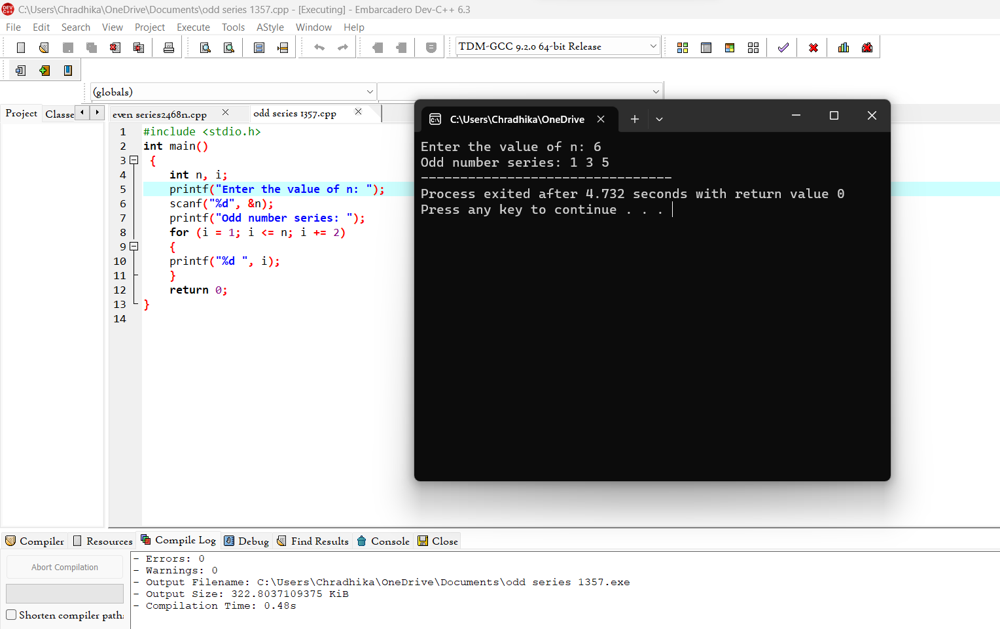 DEV C++ C:\Users\Chradhika\OneDrive\Documents\odd series 1357.cpp - [Executing] - Embarcadero Dev-C++ 6.3
File Edit Search View Project Execute Tools AStyle Window Help
TDM-GCC 9.2.0 64-bit Release
(globals)
Project Classe even series2468n.cpp odd series 1357.cpp
1 #include <stdio.h>
2 int main()
3 {
4 int n, i;
5 printf("Enter the value of n: ");
6 scanf("%d", &n);
7 printf("Odd number series: ");
8 for (i = 1; i <= n; i += 2)
9 {
10 printf("%d ", i);
11 }
12 return 0;
13 }
14
C:\Users\Chradhika\OneDrive
Enter the value of n: 6
Odd number series: 1 3 5
--------------------------------
Process exited after 4.732 seconds with return value 0
Press any key to continue . . .
Compiler Resources Compile Log Debug Find Results Console Close
Abort Compilation
Shorten compiler path
- Errors: 0
- Warnings: 0
- Output Filename: C:\Users\Chradhika\OneDrive\Documents\odd series 1357.exe
- Output Size: 322.8037109375 KiB
- Compilation Time: 0.48s